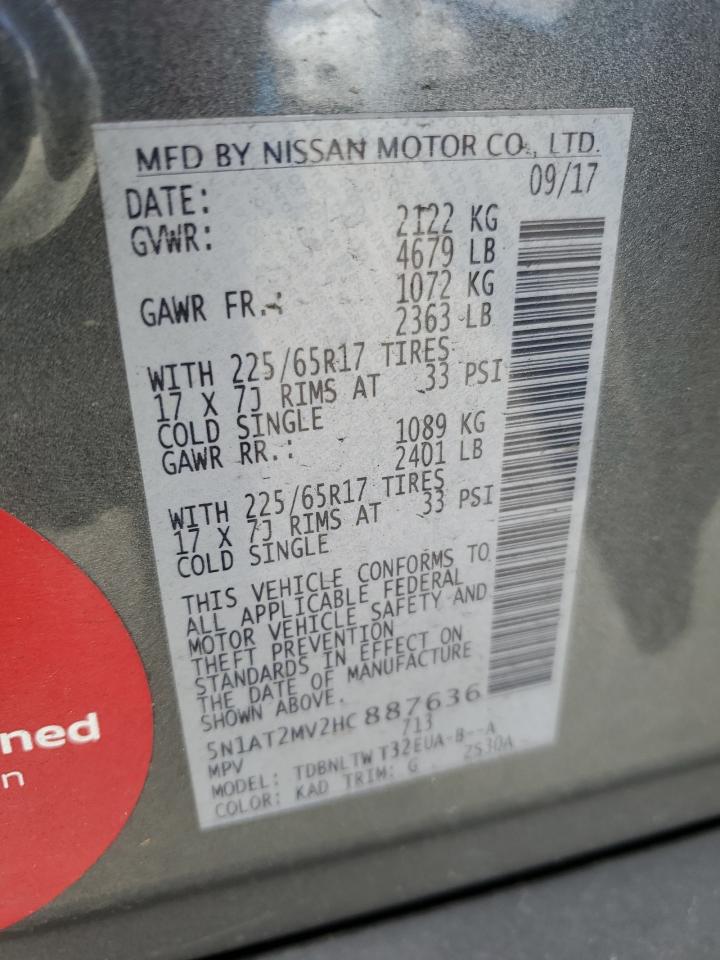 MFD BY NISSAN MOTOR CO., LTD.
DATE: 09/17
GVWR: 2122 KG
4679 LB
GAWR FR.: 1072 KG
2363 LB
WITH 225/65R17 TIRES
17 X 7J RIMS AT 33 PSI
COLD SINGLE
GAWR RR.: 1089 KG
2401 LB
WITH 225/65R17 TIRES
17 X 7J RIMS AT 33 PSI
COLD SINGLE
THIS VEHICLE CONFORMS TO
ALL APPLICABLE FEDERAL
MOTOR VEHICLE SAFETY AND
THEFT PREVENTION
STANDARDS IN EFFECT ON
THE DATE OF MANUFACTURE
SHOWN ABOVE.
5N1AT2MV2HC887636
MPV 713
MODEL: TDBNLTW T32EUA-B--A
COLOR: KAD TRIM: G 2S30A
ned
n